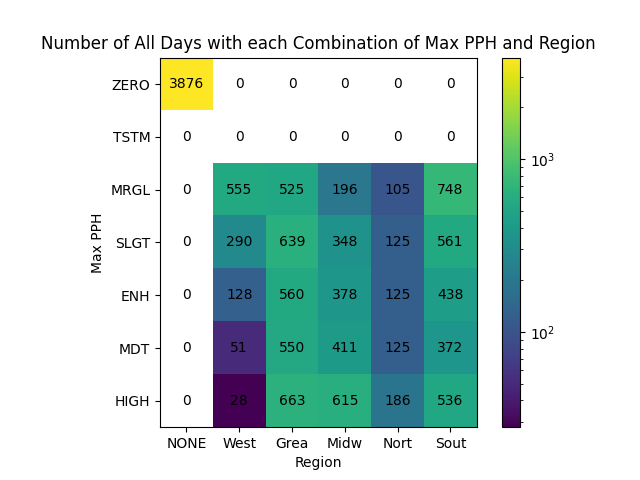 Number of All Days with each Combination of Max PPH and Region
ZERO 3876 0 0 0 0 0
TSTM 0 0 0 0 0 0
MRGL 0 555 525 196 105 748
SLGT 0 290 639 348 125 561
ENH 0 128 560 378 125 438
MDT 0 51 550 411 125 372
HIGH 0 28 663 615 186 536
NONE West Grea Midw Nort Sout
Region
Max PPH
10³
10²